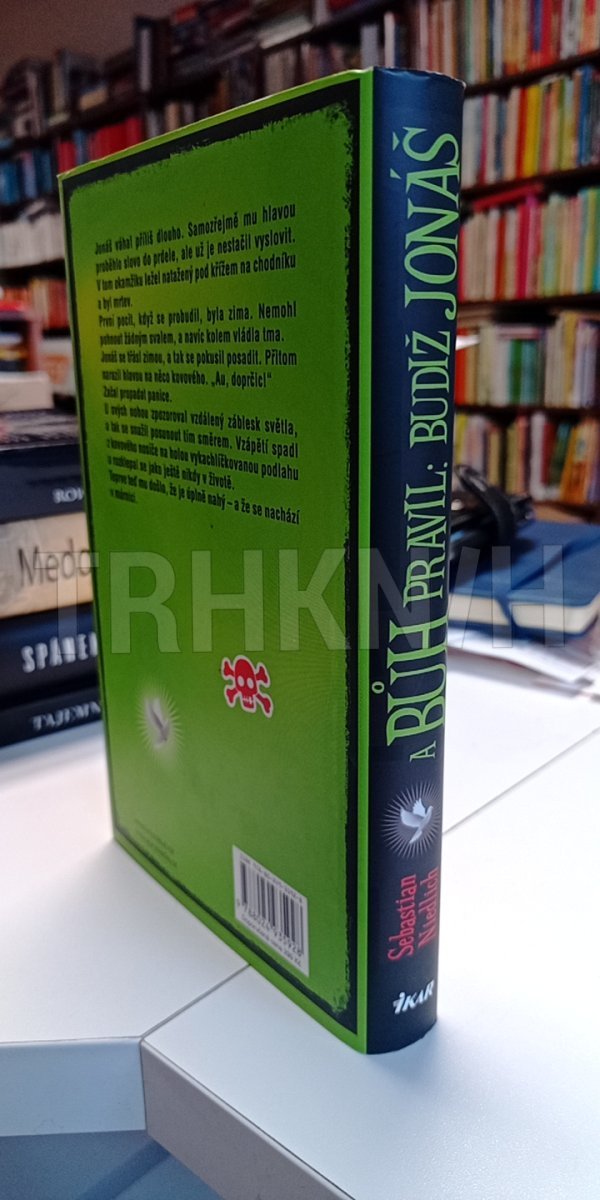 Jonáš váhal příliš dlouho. Samozřejmě mu hlavou
proběhlo slovo do prdele, ale už je nestačil vyslovit.
V tom okamžiku ležel natažený pod křížem na chodníku
a byl mrtev.
První pocit, když se probudil, byla zima. Nemohl
pohnout žádným svalem, a navíc kolem vládla tma.
Jonáš se třásl zimou, a tak se pokusil posadit. Přitom
narazil hlavou na něco kovového. „Au, doprčic!“
Začal propadat panice.
U svých nohou zpozoroval vzdálený záblesk světla,
a tak se snažil posunout tím směrem. Vzápětí spadl
z kovového nosiče na holou vykachlíčkovanou podlahu
a rozklepal se jako ještě nikdy v životě.
Teprve teď mu došlo, že je úplně nahý – a že se nachází
v márnici.
A BŮH PRAVIL: BUDIŽ JONÁŠ
Sebastian
Niedlich
IKAR
TRHKNIH